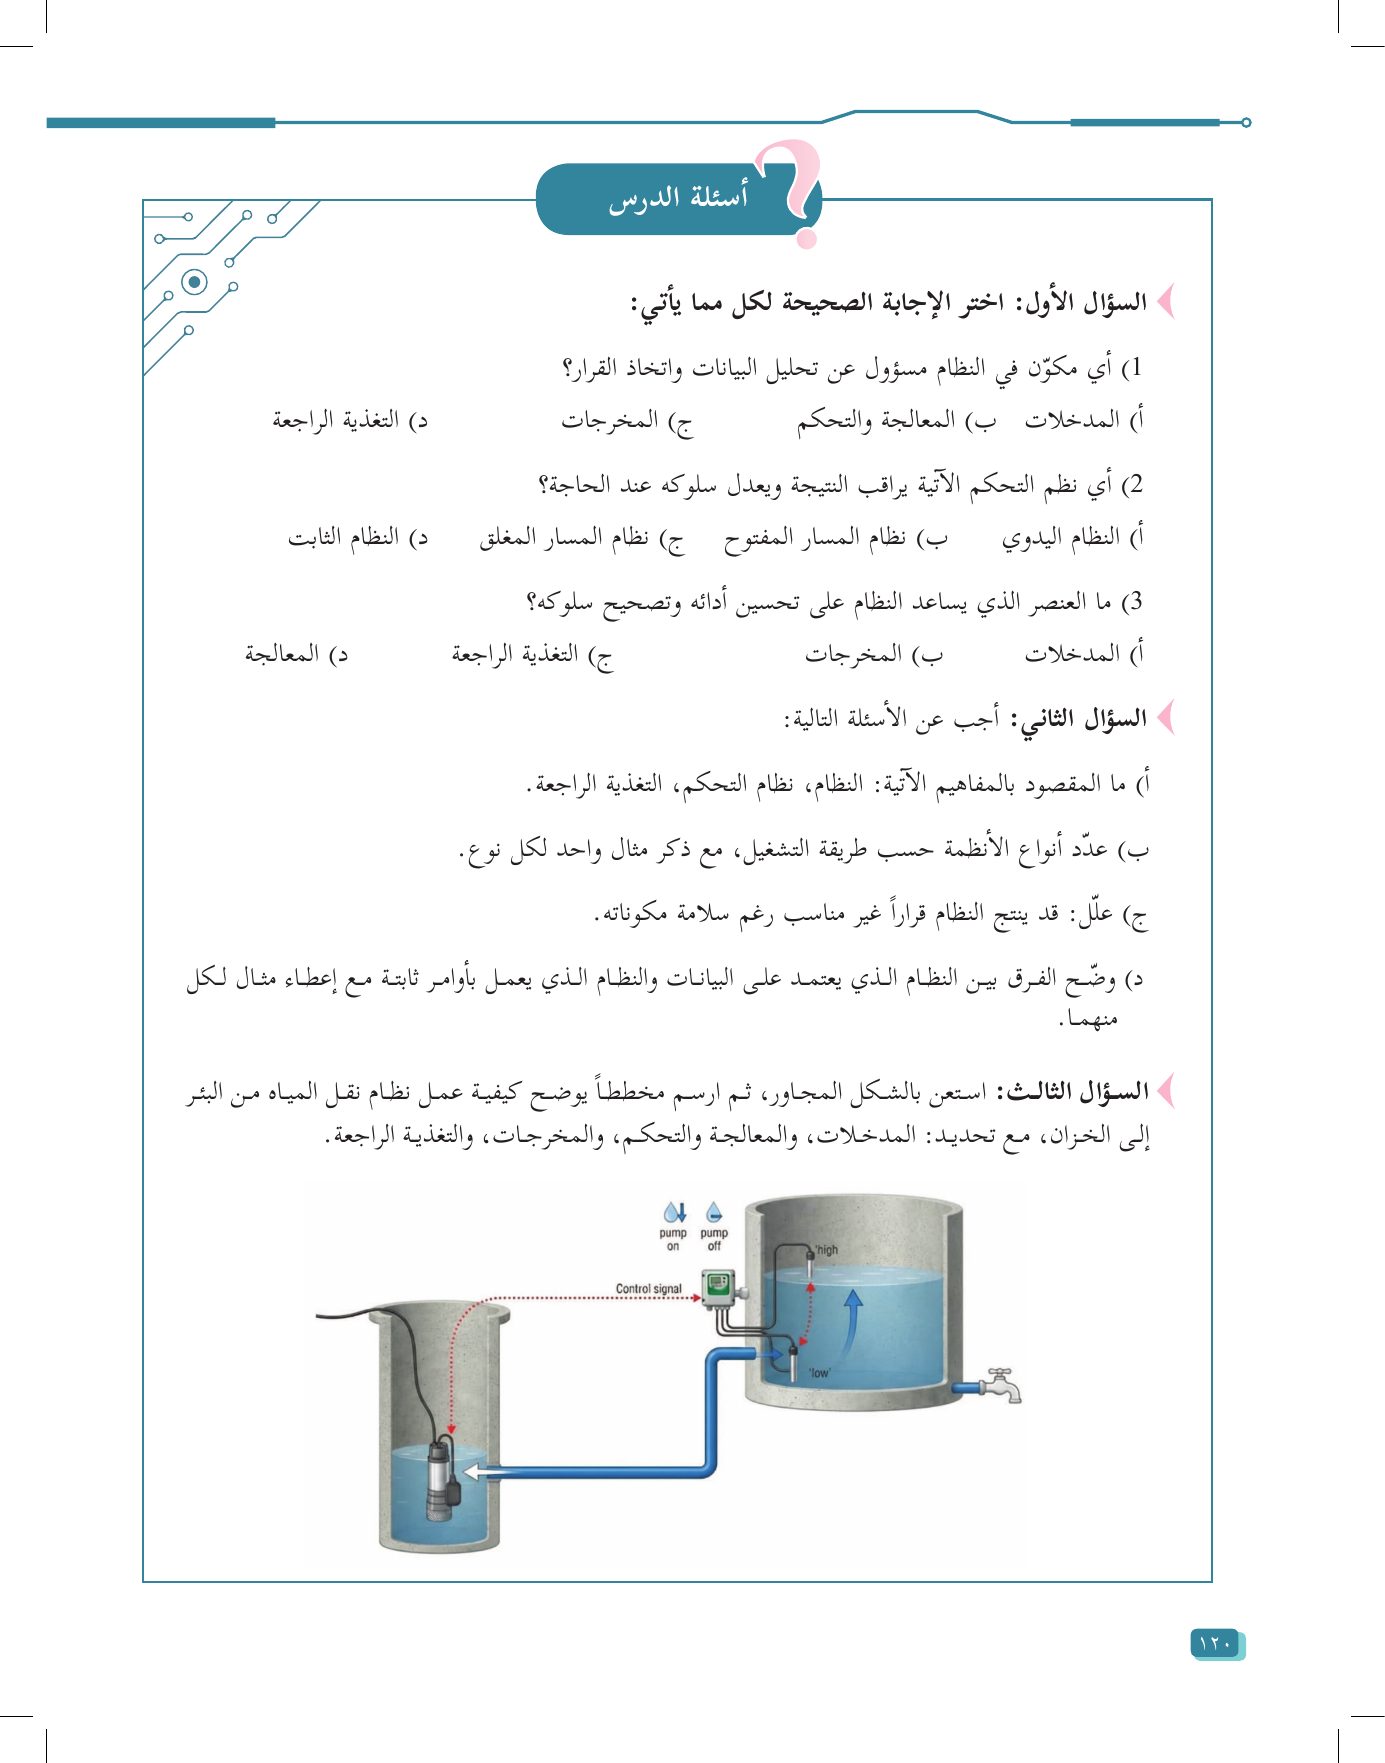 أسئلة الدرس
السؤال الأول: اختر الإجابة الصحيحة لكل مما يأتي:
1) أي مكوّن في النظام مسؤول عن تحليل البيانات واتخاذ القرار؟
أ) المدخلات ب) المعالجة والتحكم ج) المخرجات د) التغذية الراجعة
2) أي نظم التحكم الآتية يراقب النتيجة ويعدل سلوكه عند الحاجة؟
أ) النظام اليدوي ب) نظام المسار المفتوح ج) نظام المسار المغلق د) النظام الثابت
3) ما العنصر الذي يساعد النظام على تحسين أدائه وتصحيح سلوكه؟
أ) المدخلات ب) المخرجات ج) التغذية الراجعة د) المعالجة
السؤال الثاني: أجب عن الأسئلة التالية:
أ) ما المقصود بالمفاهيم الآتية: النظام، نظام التحكم، التغذية الراجعة.
ب) عدّد أنواع الأنظمة حسب طريقة التشغيل، مع ذكر مثال واحد لكل نوع.
ج) علّل: قد ينتج النظام قراراً غير مناسب رغم سلامة مكوناته.
د) وضّح الفرق بين النظام الذي يعتمد على البيانات والنظام الذي يعمل بأوامر ثابتة مع إعطاء مثال لكل
منهما.
السؤال الثالث: استعن بالشكل المجاور، ثم ارسم مخططاً يوضح كيفية عمل نظام نقل المياه من البئر
إلى الخزان، مع تحديد: المدخلات، والمعالجة والتحكم، والمخرجات، والتغذية الراجعة.
pump on
pump off
'high
Control signal
'low'
١٢٠